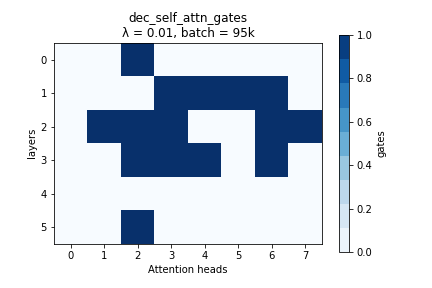 dec_self_attn_gates
λ = 0.01, batch = 95k
1.0
0
0.8
1
0.6
2
layers
gates
3
0.4
4
0.2
5
0.0
0 1 2 3 4 5 6 7
Attention heads